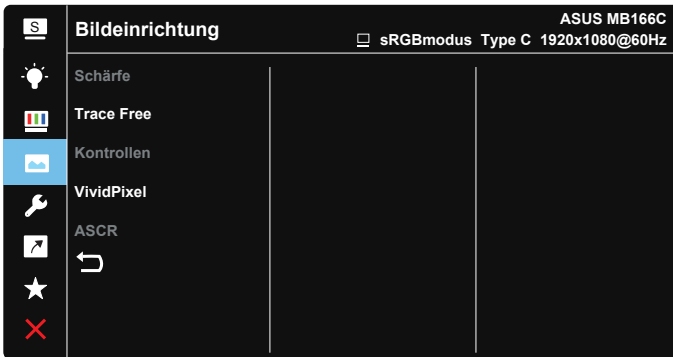 S
Bildeinrichtung
ASUS MB166C
sRGBmodus Type C 1920x1080@60Hz
Schärfe
Trace Free
Kontrollen
VividPixel
ASCR